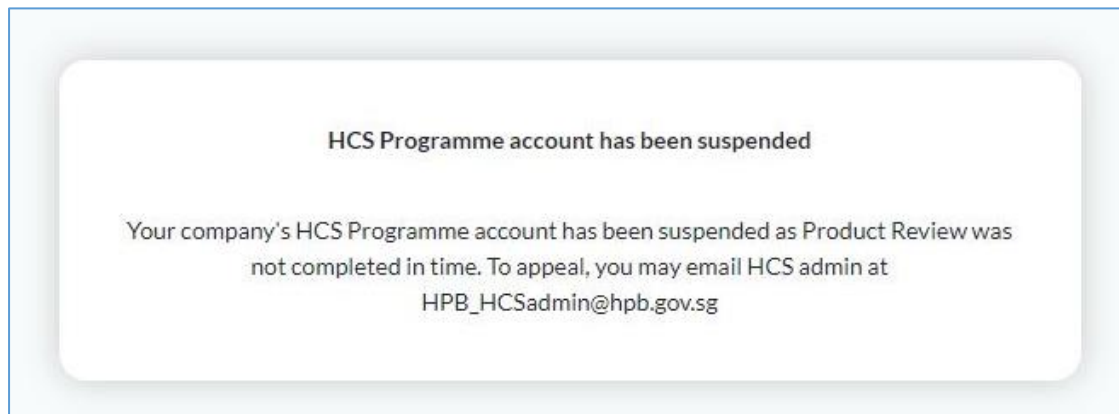 HCS Programme account has been suspended
Your company's HCS Programme account has been suspended as Product Review was
not completed in time. To appeal, you may email HCS admin at
HPB_HCSadmin@hpb.gov.sg